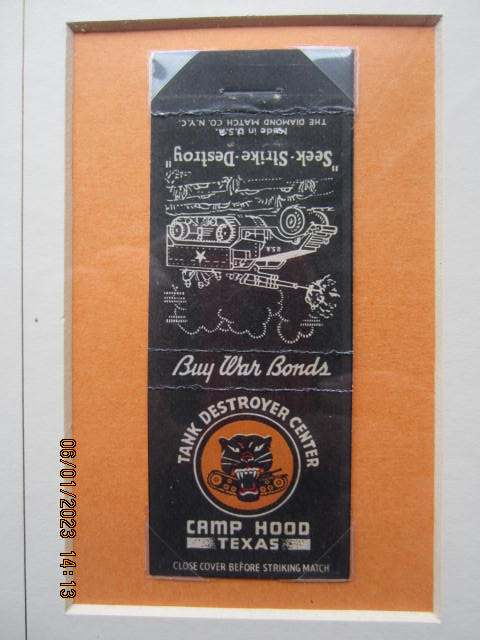 THE DIAMOND MATCH CO. N.Y.C.
Made in U.S.A.
"Seek-Strike-Destroy"
U.S.A
Buy War Bonds
TANK DESTROYER CENTER
CAMP HOOD
TEXAS
CLOSE COVER BEFORE STRIKING MATCH
06/01/2023 14:13